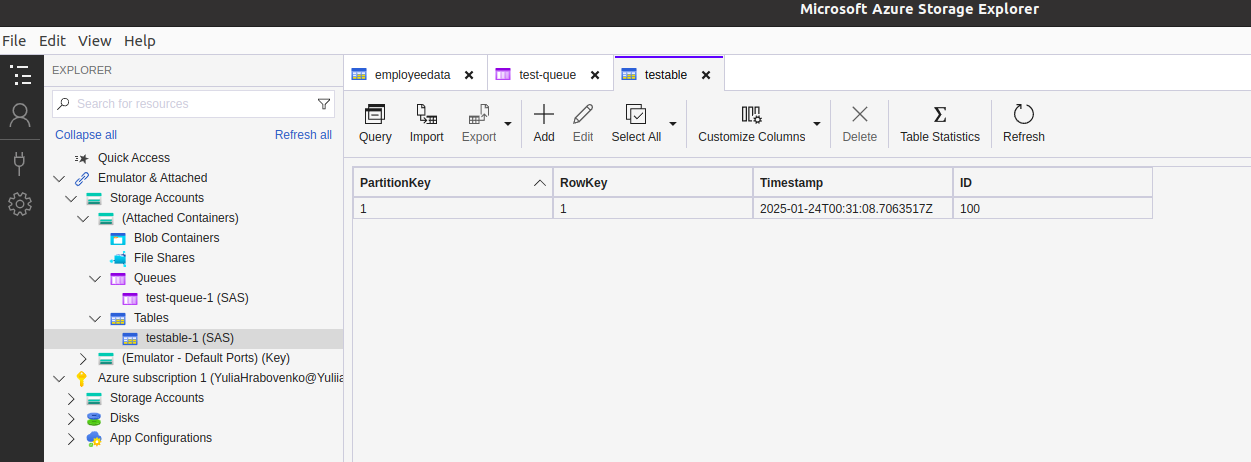 Microsoft Azure Storage Explorer
File Edit View Help
EXPLORER
Search for resources
Collapse all Refresh all
Quick Access
Emulator & Attached
Storage Accounts
(Attached Containers)
Blob Containers
File Shares
Queues
test-queue-1 (SAS)
Tables
testable-1 (SAS)
(Emulator - Default Ports) (Key)
Azure subscription 1 (YuliaHrabovenko@Yuliia
Storage Accounts
Disks
App Configurations
employeedata test-queue testable
Query Import Export Add Edit Select All Customize Columns Delete Table Statistics Refresh
PartitionKey RowKey Timestamp ID
1 1 2025-01-24T00:31:08.7063517Z 100